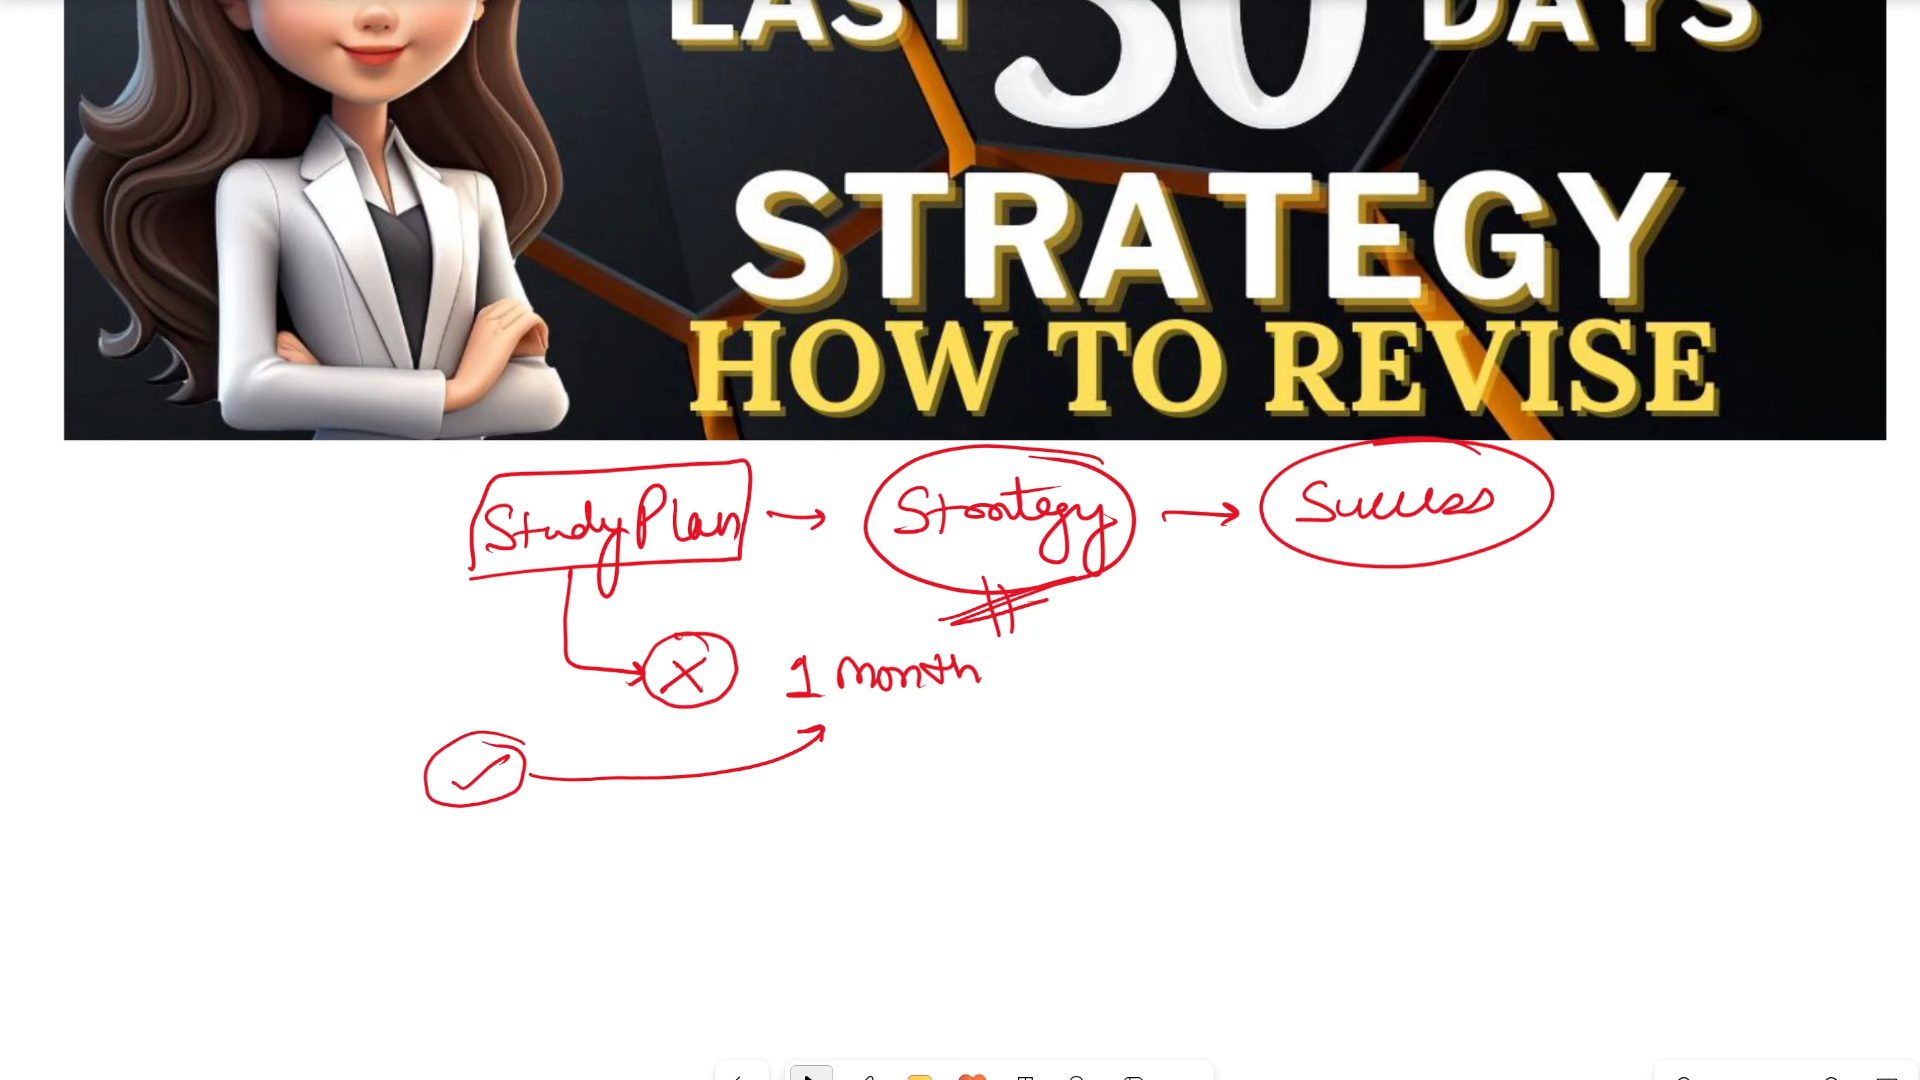 LAST 30 DAYS
STRATEGY
HOW TO REVISE
Study Plan → Strategy → Success
1 month